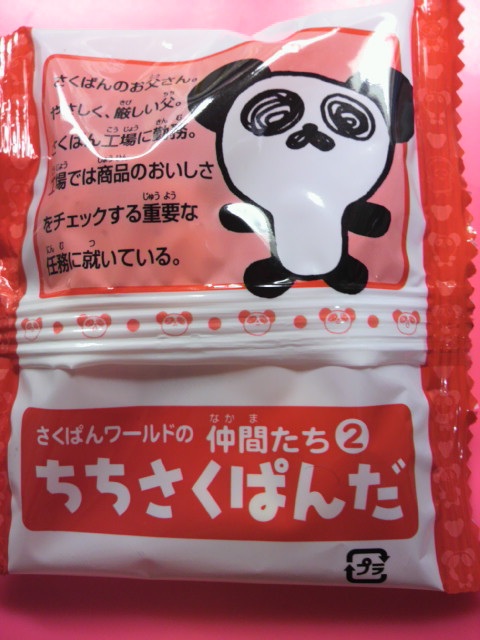 さくぱんのお父さん。
やさしく、厳しい父。
さくぱん工場に勤務。
工場では商品のおいしさ
をチェックする重要な
任務に就いている。
さくぱんワールドの 仲間たち②
ちちさくぱんだ
プラ